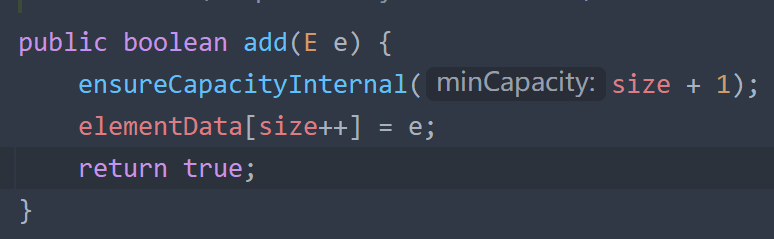 public boolean add(E e) {
    ensureCapacityInternal( minCapacity: size + 1);
    elementData[size++] = e;
    return true;
}